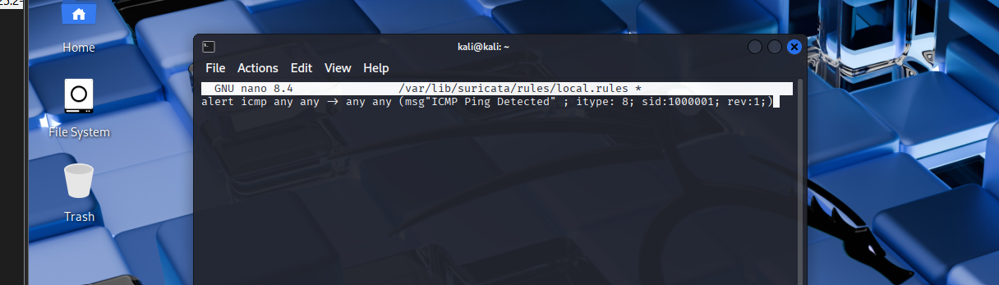 25.2-
Home
File System
Trash
kali@kali: ~
File Actions Edit View Help
GNU nano 8.4 /var/lib/suricata/rules/local.rules *
alert icmp any any -> any any (msg"ICMP Ping Detected" ; itype: 8; sid:1000001; rev:1;)